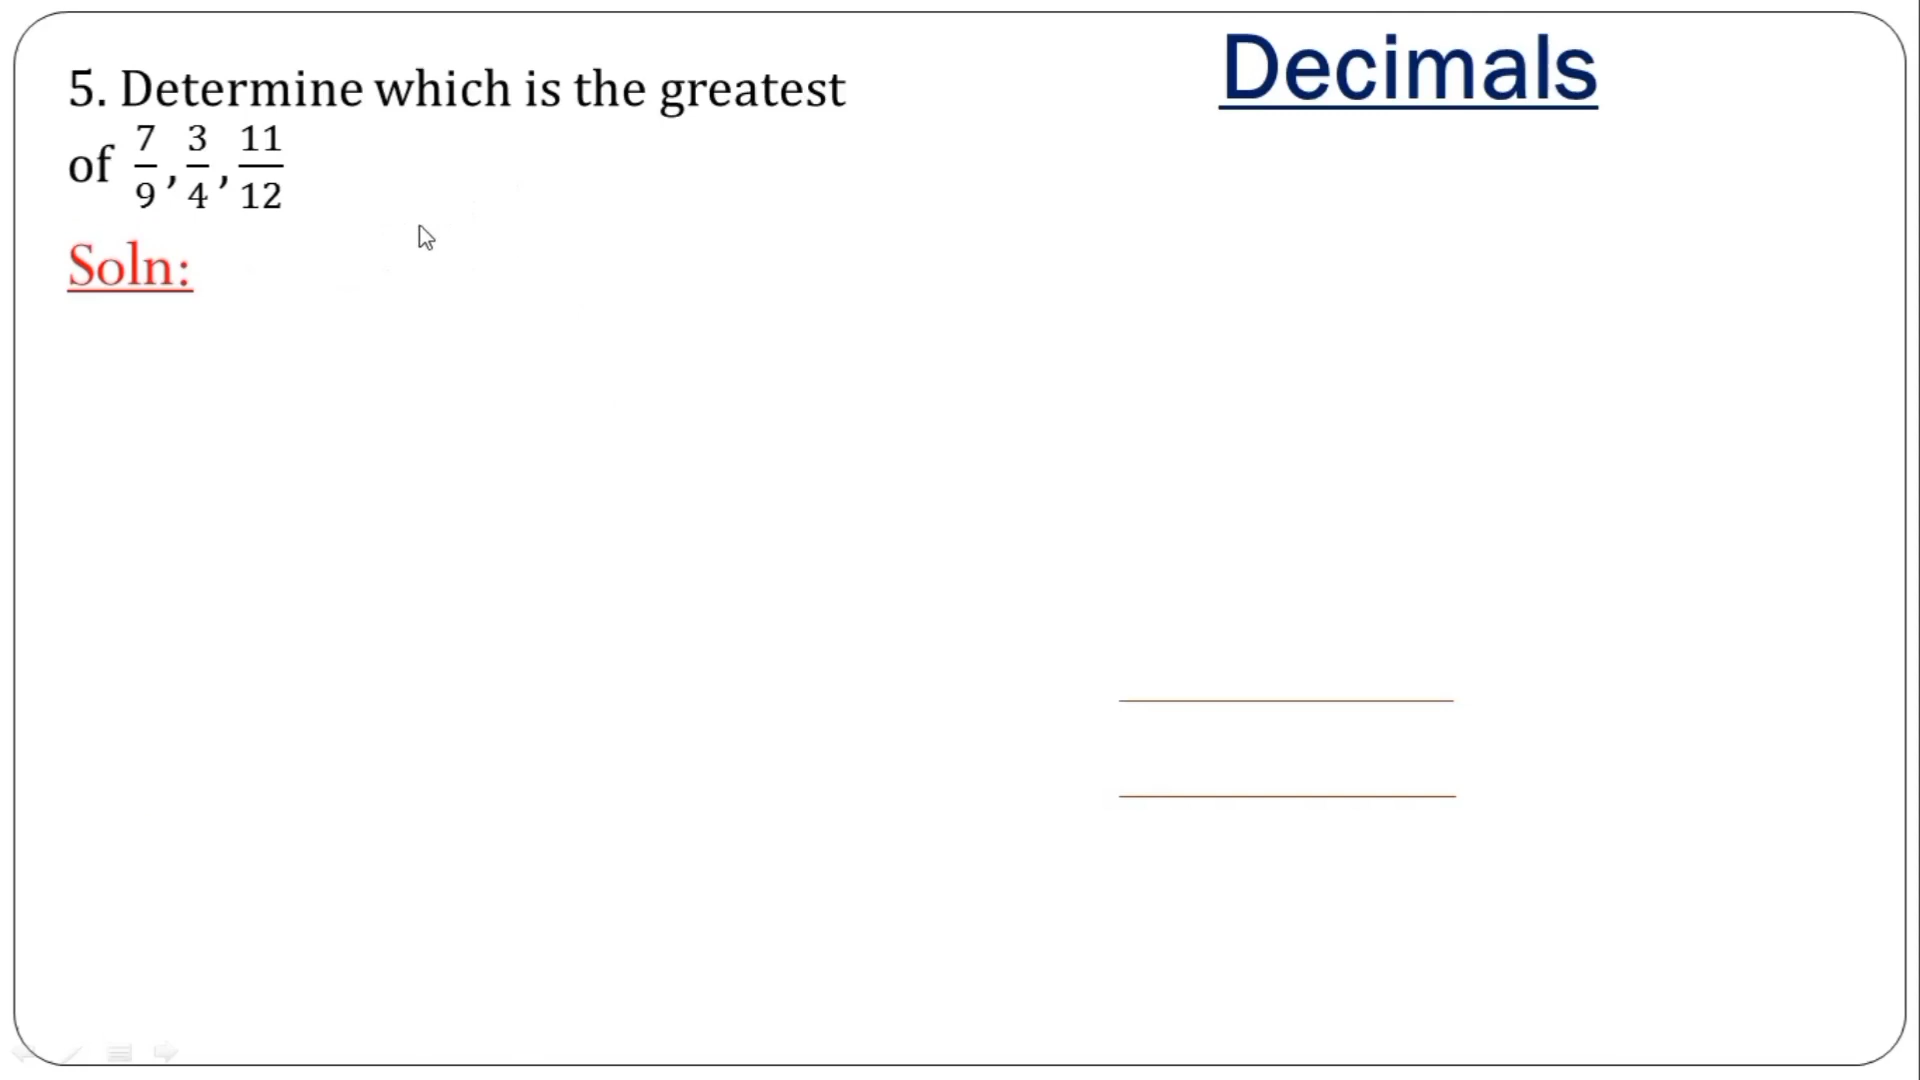 Decimals
5. Determine which is the greatest
of 7/9, 3/4, 11/12
Soln: